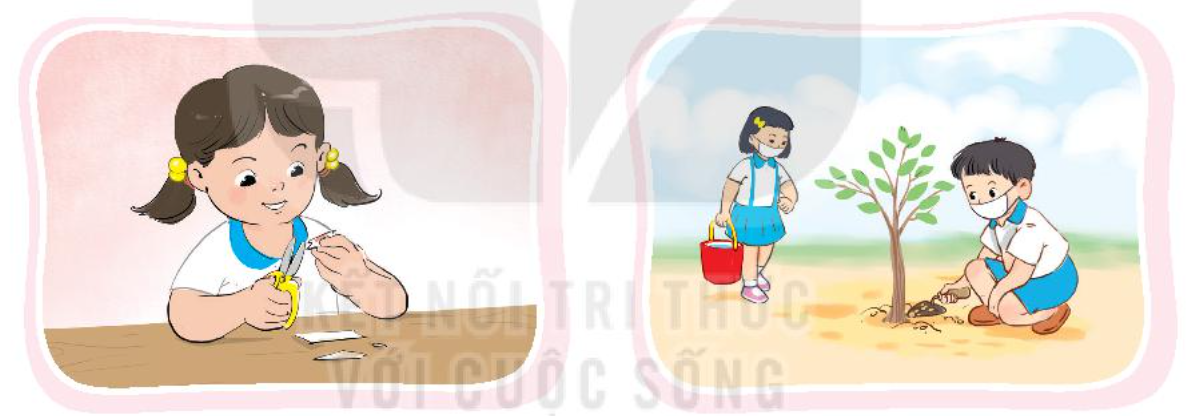 KẾT NỐI TRI THỨC
VỚI CUỘC SỐNG